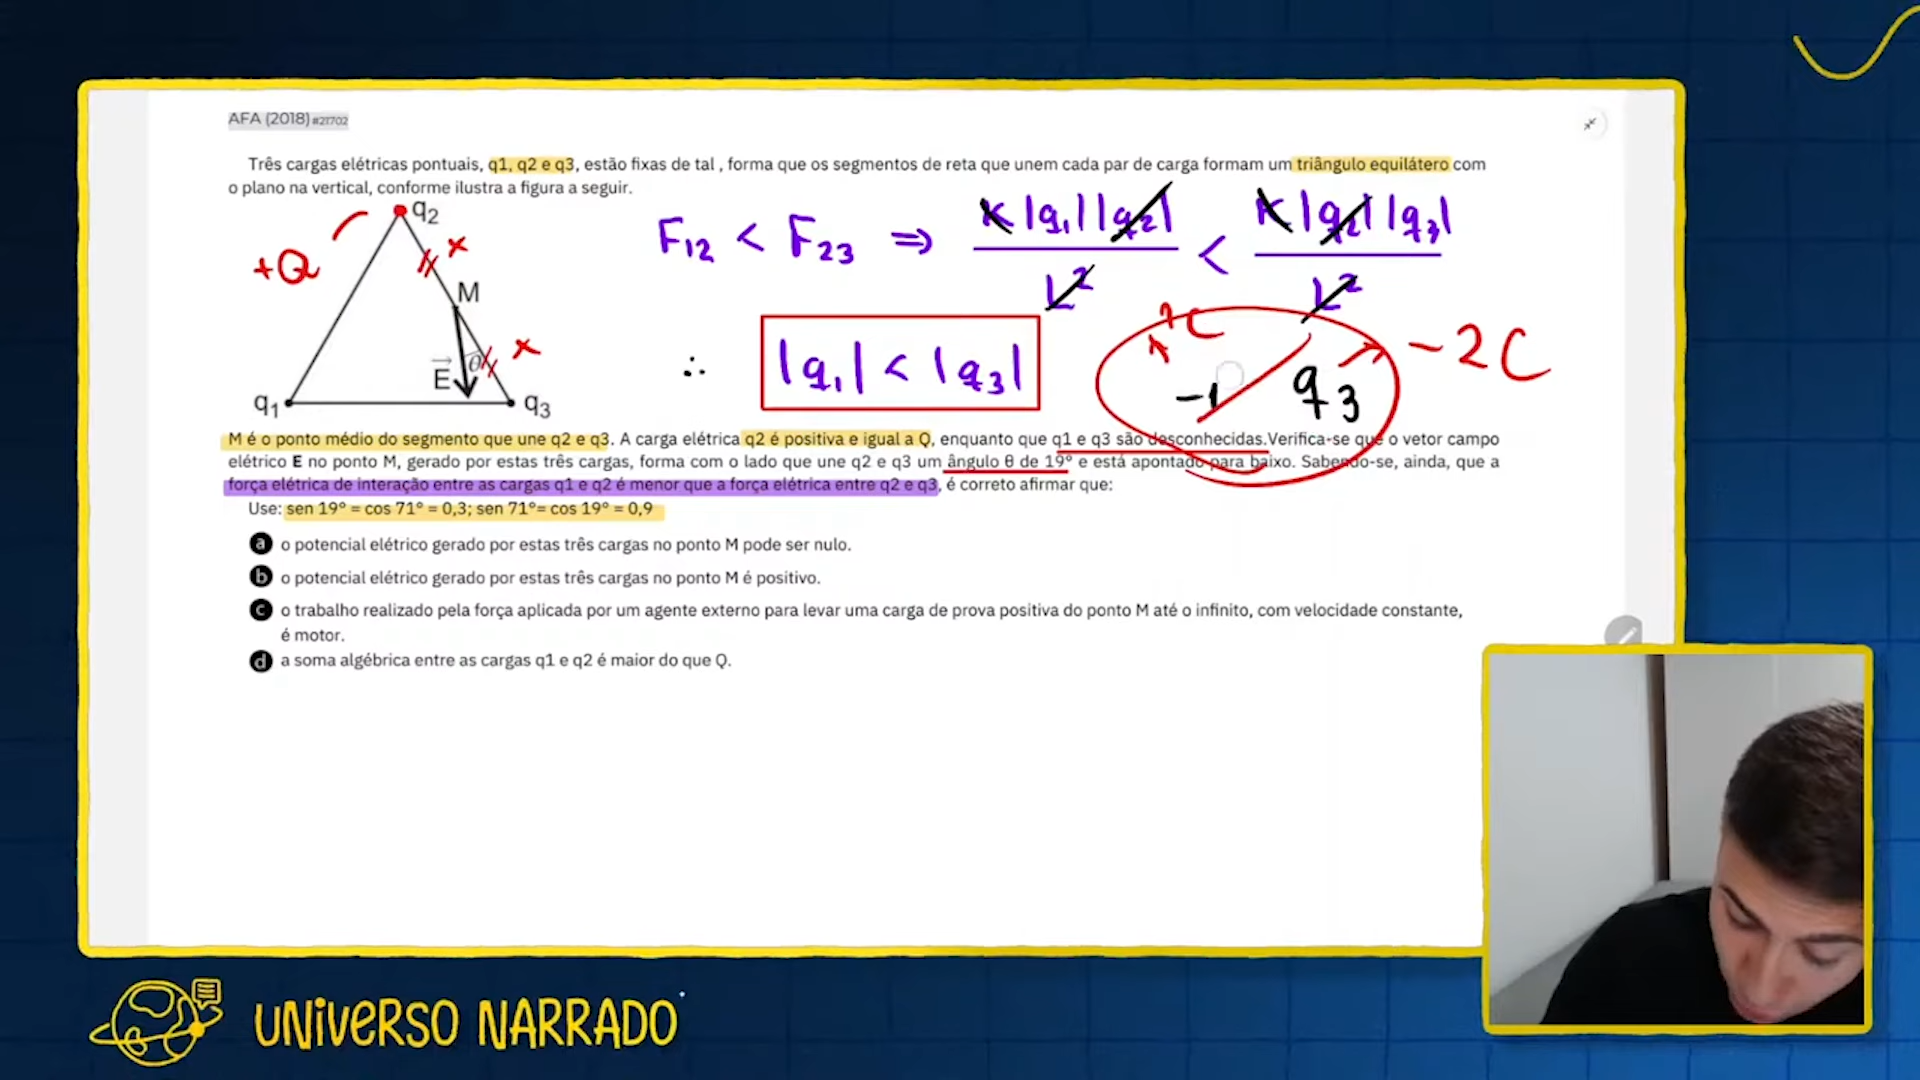 AFA (2018) #21702
Três cargas elétricas pontuais, q1, q2 e q3, estão fixas de tal , forma que os segmentos de reta que unem cada par de carga formam um triângulo equilátero com
o plano na vertical, conforme ilustra a figura a seguir.
q2
+Q
x
M
x
θ
E
q1
q3
F12 < F23 ⇒ K|q1||q2| / L² < K|q2||q3| / L²
∴ |q1| < |q3|
-1
q3
-2C
M é o ponto médio do segmento que une q2 e q3. A carga elétrica q2 é positiva e igual a Q, enquanto que q1 e q3 são desconhecidas.Verifica-se que o vetor campo
elétrico E no ponto M, gerado por estas três cargas, forma com o lado que une q2 e q3 um ângulo θ de 19° e está apontado para baixo. Sabendo-se, ainda, que a
força elétrica de interação entre as cargas q1 e q2 é menor que a força elétrica entre q2 e q3, é correto afirmar que:
Use: sen 19° = cos 71° = 0,3; sen 71°= cos 19° = 0,9
a o potencial elétrico gerado por estas três cargas no ponto M pode ser nulo.
b o potencial elétrico gerado por estas três cargas no ponto M é positivo.
c o trabalho realizado pela força aplicada por um agente externo para levar uma carga de prova positiva do ponto M até o infinito, com velocidade constante,
é motor.
d a soma algébrica entre as cargas q1 e q2 é maior do que Q.
UNIVERSO NARRADO